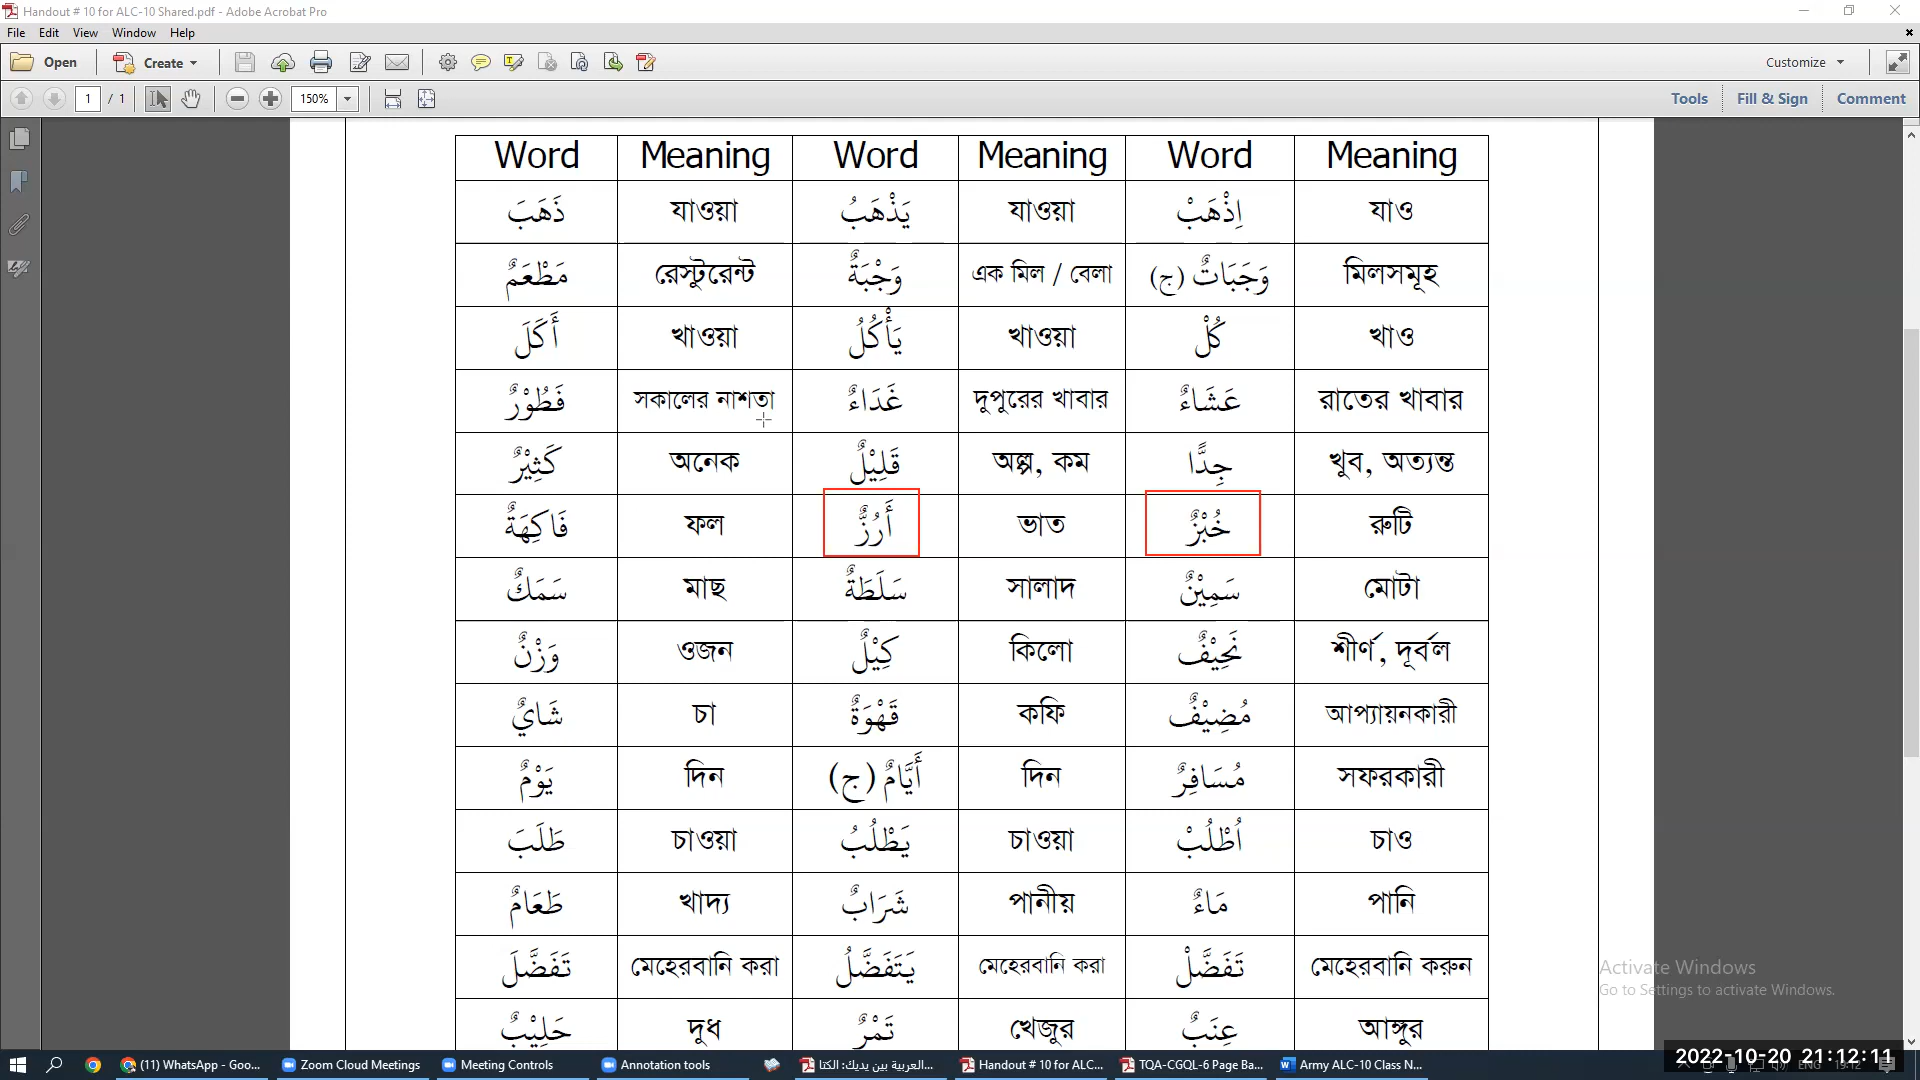 Handout # 10 for ALC-10 Shared.pdf - Adobe Acrobat Pro
File Edit View Window Help
Open Create Customize
1 / 1 150% Tools Fill & Sign Comment
Word Meaning Word Meaning Word Meaning
ذَهَبَ যাওয়া يَذْهَبُ যাওয়া اِذْهَبْ যাও
مَطْعَمٌ রেস্টুরেন্ট وَجْبَةٌ এক মিল / বেলা وَجَبَاتٌ (ج) মিলসমূহ
أَكَلَ খাওয়া يَأْكُلُ খাওয়া كُلْ খাও
فَطُوْرٌ সকালের নাশতা غَدَاءٌ দুপুরের খাবার عَشَاءٌ রাতের খাবার
كَثِيْرٌ অনেক قَلِيْلٌ অল্প, কম جِدًّا খুব, অত্যন্ত
فَاكِهَةٌ ফল أَرُزٌّ ভাত خُبْزٌ রুটি
سَمَكٌ মাছ سَلَطَةٌ সালাদ سَمِيْنٌ মোটা
وَزْنٌ ওজন كِيْلٌ কিলো نَحِيْفٌ শীর্ণ, দূর্বল
شَايٌ চা قَهْوَةٌ কফি مُضِيْفٌ আপ্যায়নকারী
يَوْمٌ দিন أَيَّامٌ (ج) দিন مُسَافِرٌ সফরকারী
طَلَبَ চাওয়া يَطْلُبُ চাওয়া اُطْلُبْ চাও
طَعَامٌ খাদ্য شَرَابٌ পানীয় مَاءٌ পানি
تَفَضَّلَ মেহেরবানি করা يَتَفَضَّلُ মেহেরবানি করা تَفَضَّلْ মেহেরবানি করুন
حَلِيْبٌ দুধ تَمْرٌ খেজুর عِنَبٌ আঙ্গুর
Activate Windows
Go to Settings to activate Windows.
(11) WhatsApp - Goo... Zoom Cloud Meetings Meeting Controls Annotation tools العربية بين يديك: الكتا... Handout # 10 for ALC... TQA-CGQL-6 Page Ba... Army ALC-10 Class N...
2022-10-20 21:12:11